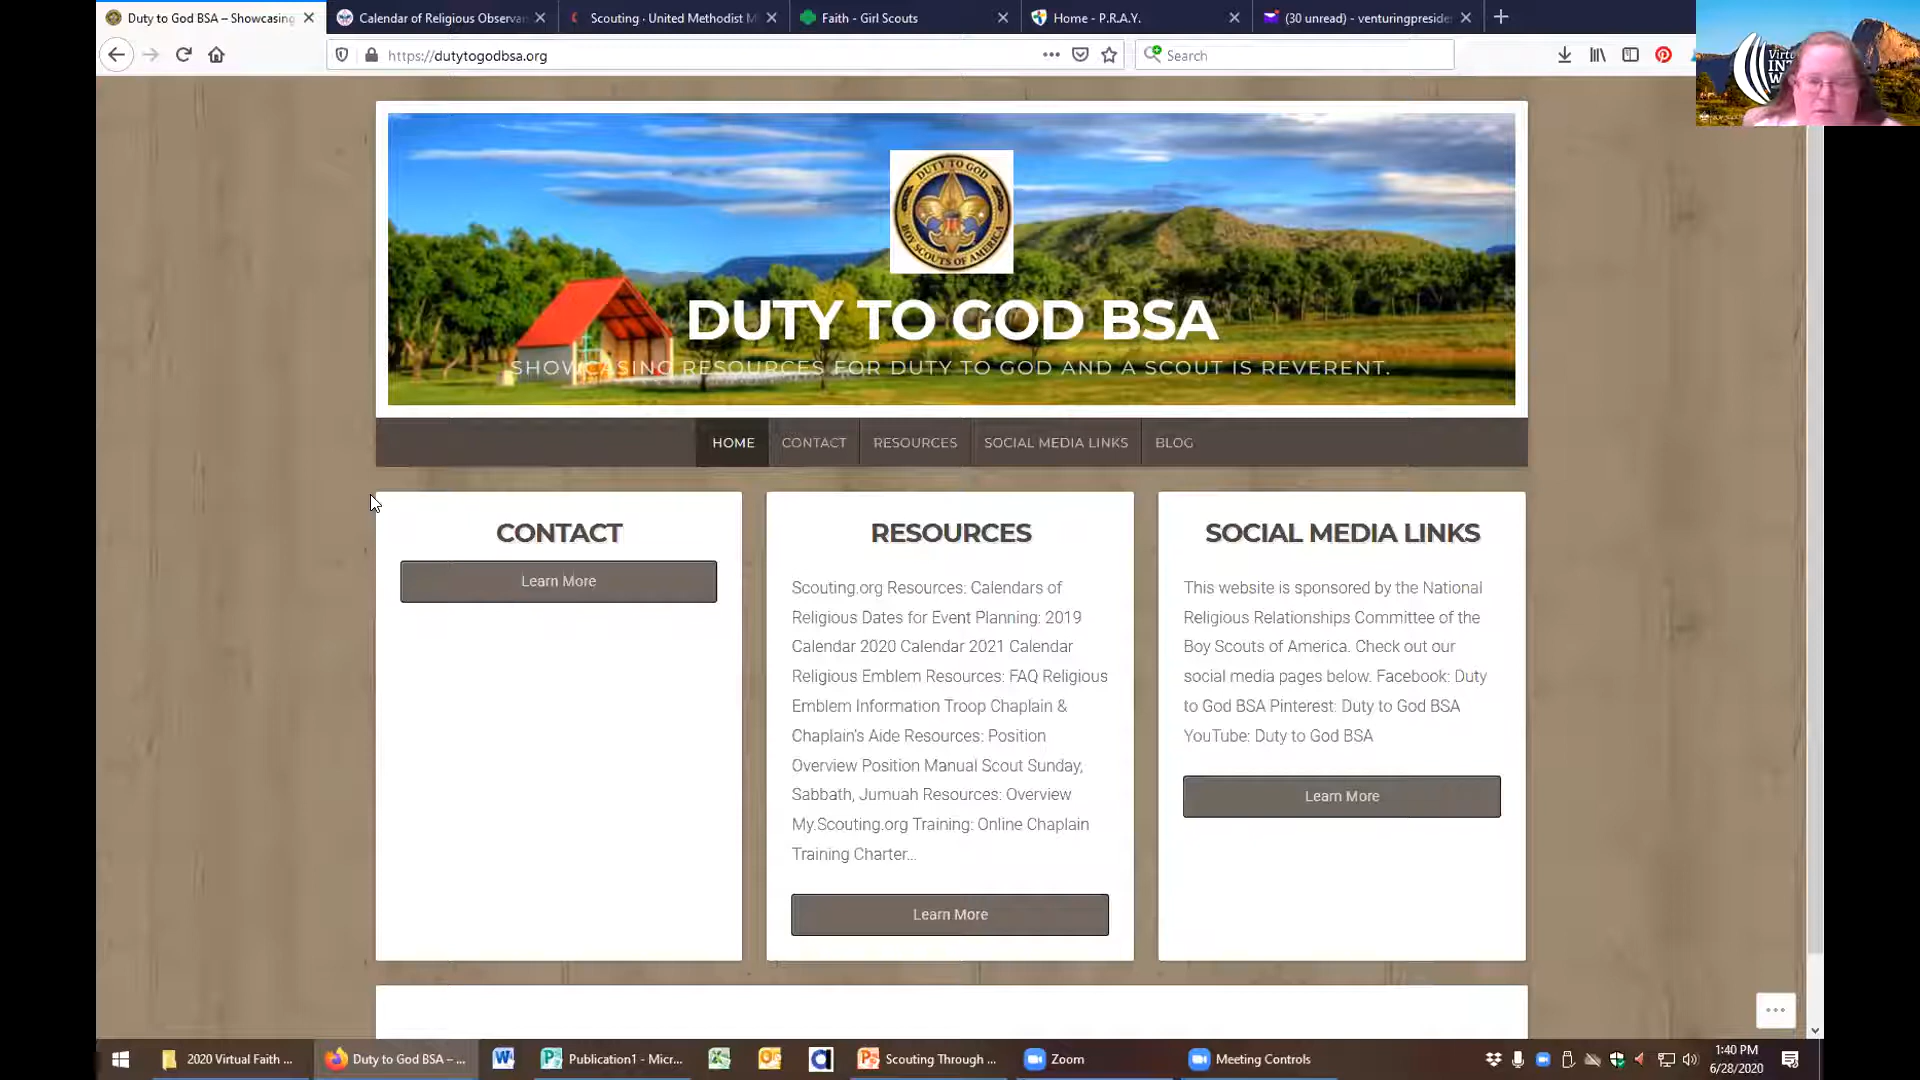 Duty to God BSA – Showcasing
Calendar of Religious Observan
Scouting · United Methodist M
Faith - Girl Scouts
Home - P.R.A.Y.
(30 unread) - venturingpreside
https://dutytogodbsa.org
Search
DUTY TO GOD
BOY SCOUTS OF AMERICA
DUTY TO GOD BSA
SHOWCASING RESOURCES FOR DUTY TO GOD AND A SCOUT IS REVERENT.
HOME
CONTACT
RESOURCES
SOCIAL MEDIA LINKS
BLOG
CONTACT
Learn More
RESOURCES
Scouting.org Resources: Calendars of
Religious Dates for Event Planning: 2019
Calendar 2020 Calendar 2021 Calendar
Religious Emblem Resources: FAQ Religious
Emblem Information Troop Chaplain &
Chaplain's Aide Resources: Position
Overview Position Manual Scout Sunday,
Sabbath, Jumuah Resources: Overview
My.Scouting.org Training: Online Chaplain
Training Charter...
Learn More
SOCIAL MEDIA LINKS
This website is sponsored by the National
Religious Relationships Committee of the
Boy Scouts of America. Check out our
social media pages below. Facebook: Duty
to God BSA Pinterest: Duty to God BSA
YouTube: Duty to God BSA
Learn More
2020 Virtual Faith ...
Duty to God BSA – ...
Publication1 - Micr...
Scouting Through ...
Zoom
Meeting Controls
1:40 PM
6/28/2020